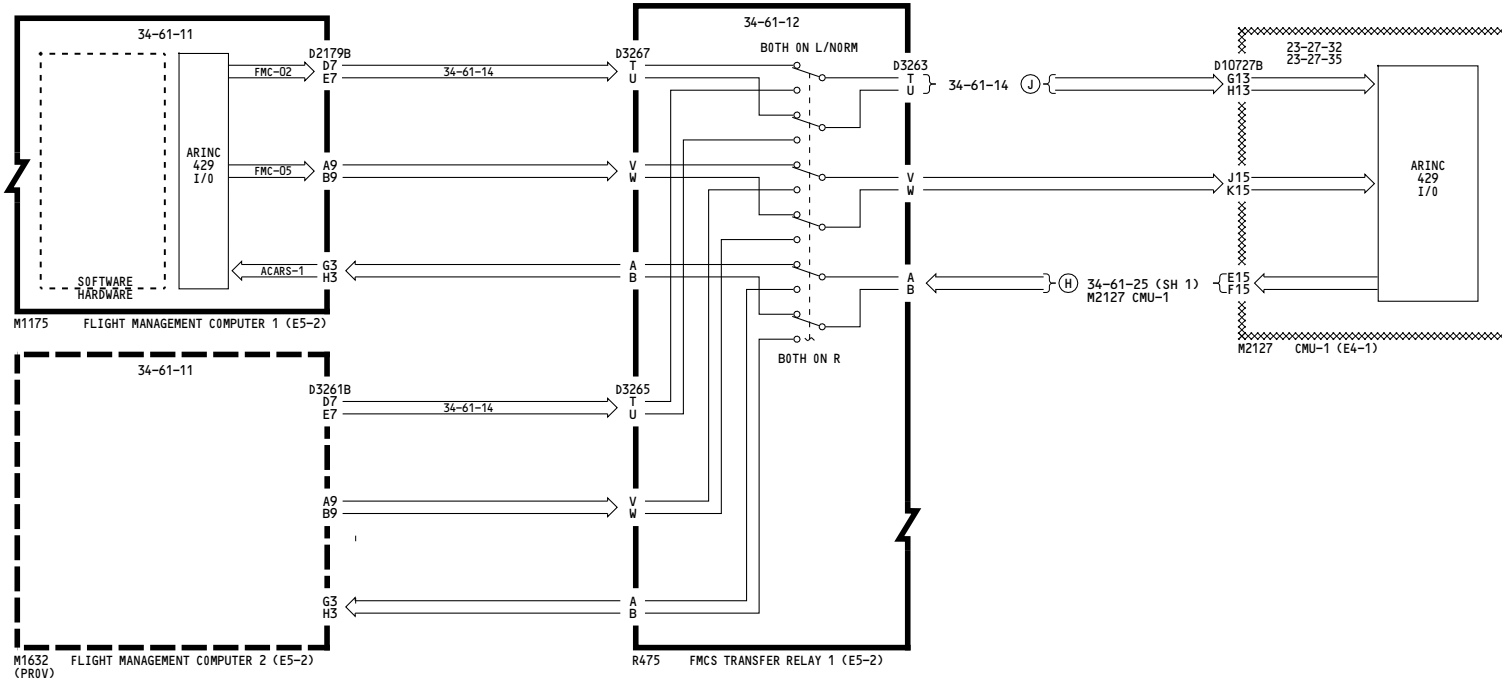 34-61-11
D2179B
FMC-02
D7
E7
34-61-14
ARINC
429
I/O
FMC-05
A9
B9
ACARS-1
G3
H3
SOFTWARE
HARDWARE
M1175 FLIGHT MANAGEMENT COMPUTER 1 (E5-2)
34-61-11
D3261B
D7
E7
34-61-14
A9
B9
G3
H3
M1632 FLIGHT MANAGEMENT COMPUTER 2 (E5-2)
(PROV)
34-61-12
BOTH ON L/NORM
D3267
T
U
V
W
A
B
D3263
T
U
V
W
A
B
BOTH ON R
D3265
T
U
V
W
A
B
R475 FMCS TRANSFER RELAY 1 (E5-2)
34-61-14 J
H 34-61-25 (SH 1)
M2127 CMU-1
23-27-32
23-27-35
D10727B
G13
H13
J15
K15
E15
F15
ARINC
429
I/O
M2127 CMU-1 (E4-1)